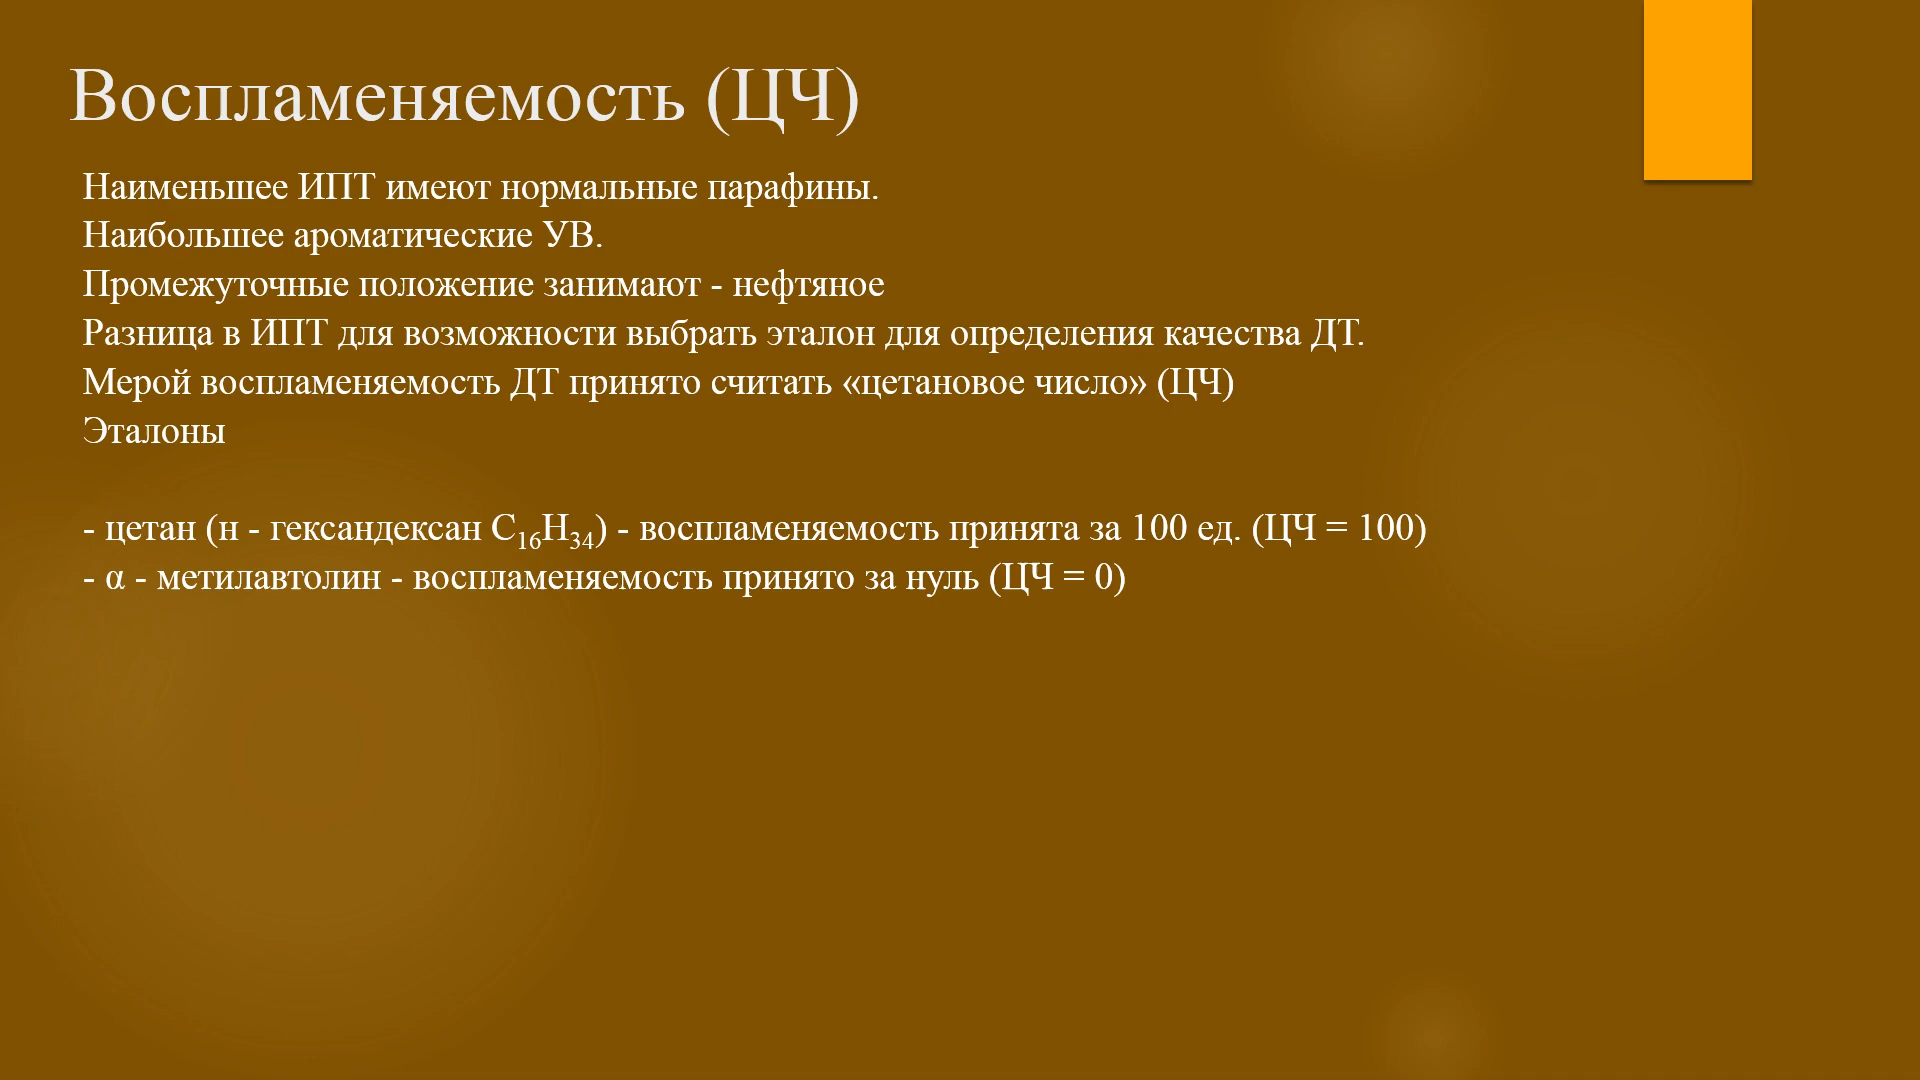 Воспламеняемость (ЦЧ)
Наименьшее ИПТ имеют нормальные парафины.
Наибольшее ароматические УВ.
Промежуточные положение занимают - нефтяное
Разница в ИПТ для возможности выбрать эталон для определения качества ДТ.
Мерой воспламеняемость ДТ принято считать «цетановое число» (ЦЧ)
Эталоны
- цетан (н - гександексан С₁₆Н₃₄) - воспламеняемость принята за 100 ед. (ЦЧ = 100)
- α - метилавтолин - воспламеняемость принято за нуль (ЦЧ = 0)